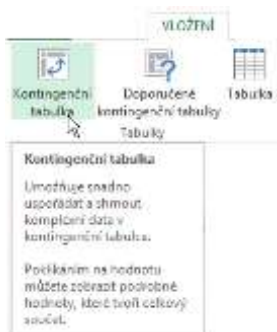 VLOŽENÍ
Kontingenční
tabulka
Doporučené
kontingenční tabulky
Tabulka
Tabulky
Kontingenční tabulka
Umožňuje snadno
uspořádat a shrnout
komplexní data v
kontingenční tabulce.
Poklikáním na hodnotu
můžete zobrazit podrobné
hodnoty, které tvoří celkový
součet.